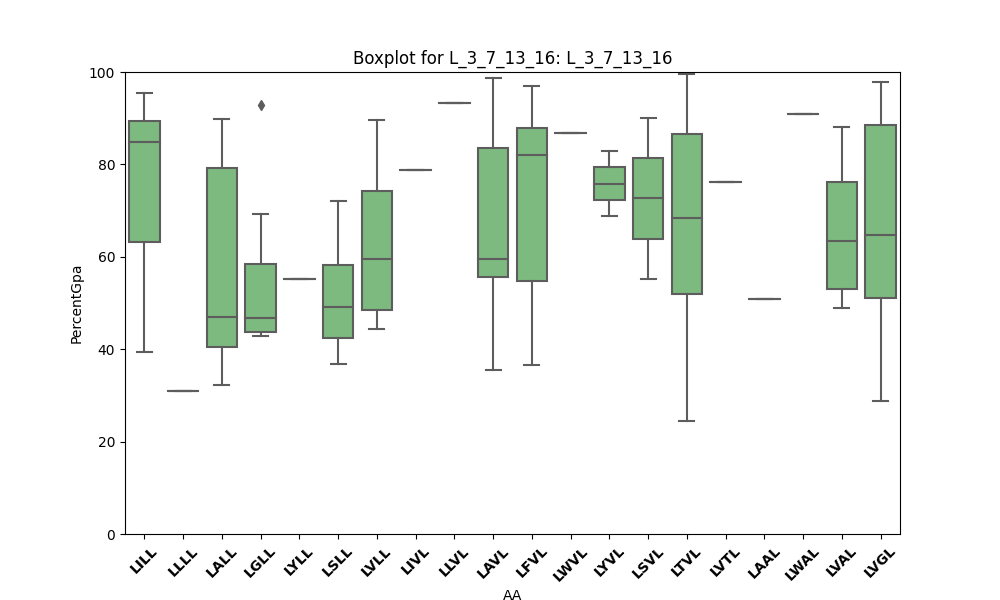 Boxplot for L_3_7_13_16: L_3_7_13_16
100
80
60
40
20
0
PercentGpa
LILL LLLL LALL LGLL LYLL LSLL LVLL LIVL LLVL LAVL LFVL LWVL LYVL LSVL LTVL LVTL LAAL LWAL LVAL LVGL
AA